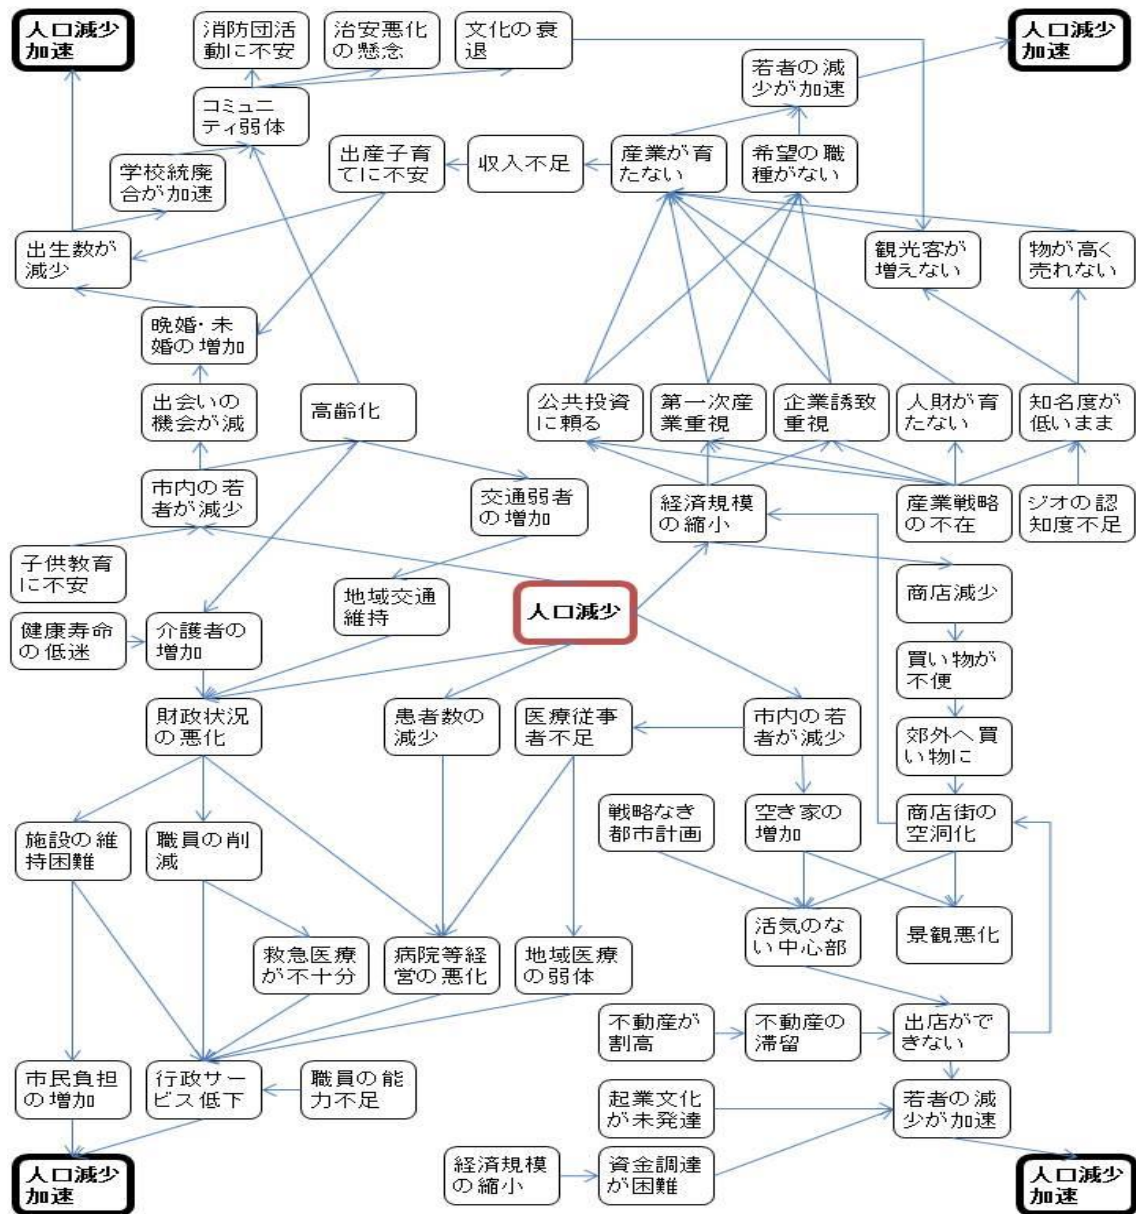 人口減少
加速
消防団活
動に不安
治安悪化
の懸念
文化の衰
退
人口減少
加速
若者の減
少が加速
コミュニ
ティ弱体
学校統廃
合が加速
出産子育
てに不安
収入不足
産業が育
たない
希望の職
種がない
出生数が
減少
観光客が
増えない
物が高く
売れない
晩婚・未
婚の増加
出会いの
機会が減
高齢化
公共投資
に頼る
第一次産
業重視
企業誘致
重視
人財が育
たない
知名度が
低いまま
市内の若
者が減少
交通弱者
の増加
経済規模
の縮小
産業戦略
の不在
ジオの認
知度不足
子供教育
に不安
地域交通
維持
人口減少
商店減少
健康寿命
の低迷
介護者の
増加
買い物が
不便
財政状況
の悪化
患者数の
減少
医療従事
者不足
市内の若
者が減少
郊外へ買
い物に
施設の維
持困難
職員の削
減
戦略なき
都市計画
空き家の
増加
商店街の
空洞化
救急医療
が不十分
病院等経
営の悪化
地域医療
の弱体
活気のな
い中心部
景観悪化
不動産が
割高
不動産の
滞留
出店がで
きない
市民負担
の増加
行政サー
ビス低下
職員の能
力不足
起業文化
が未発達
若者の減
少が加速
人口減少
加速
経済規模
の縮小
資金調達
が困難
人口減少
加速